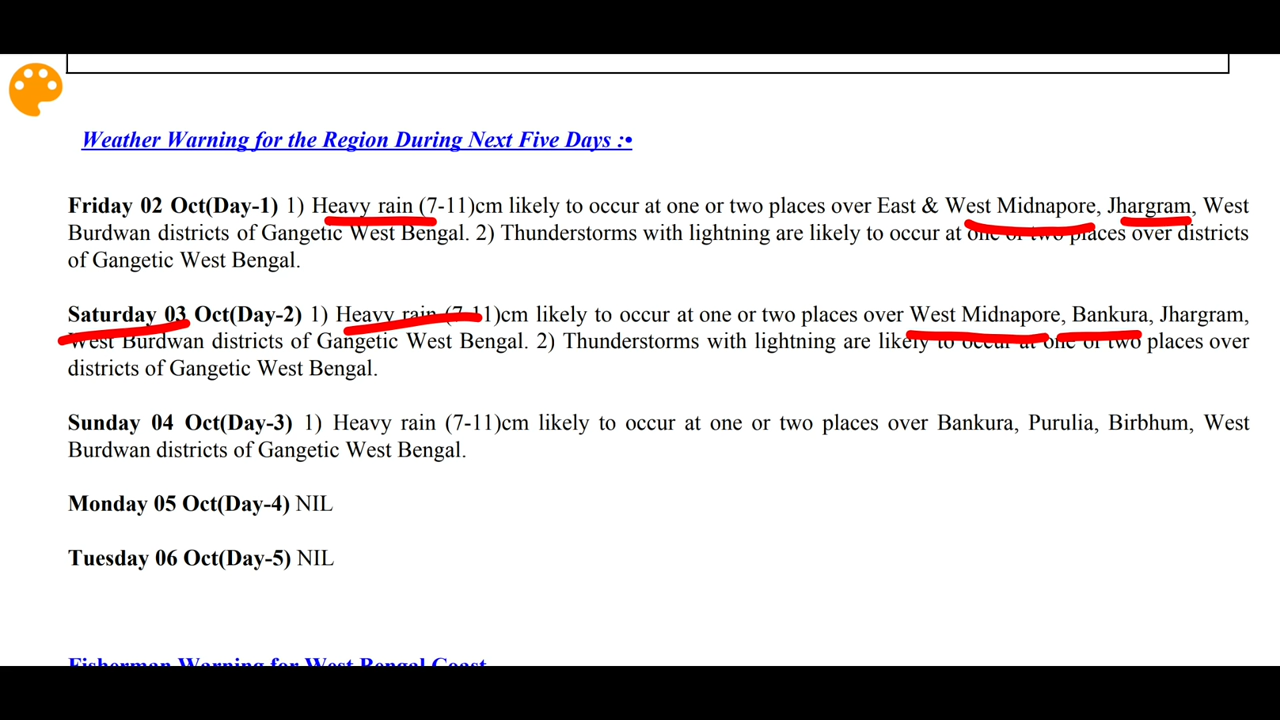 Weather Warning for the Region During Next Five Days :•
Friday 02 Oct(Day-1) 1) Heavy rain (7-11)cm likely to occur at one or two places over East & West Midnapore, Jhargram, West
Burdwan districts of Gangetic West Bengal. 2) Thunderstorms with lightning are likely to occur at one or two places over districts
of Gangetic West Bengal.
Saturday 03 Oct(Day-2) 1) Heavy rain (7-11)cm likely to occur at one or two places over West Midnapore, Bankura, Jhargram,
West Burdwan districts of Gangetic West Bengal. 2) Thunderstorms with lightning are likely to occur at one or two places over
districts of Gangetic West Bengal.
Sunday 04 Oct(Day-3) 1) Heavy rain (7-11)cm likely to occur at one or two places over Bankura, Purulia, Birbhum, West
Burdwan districts of Gangetic West Bengal.
Monday 05 Oct(Day-4) NIL
Tuesday 06 Oct(Day-5) NIL
Fisherman Warning for West Bengal Coast